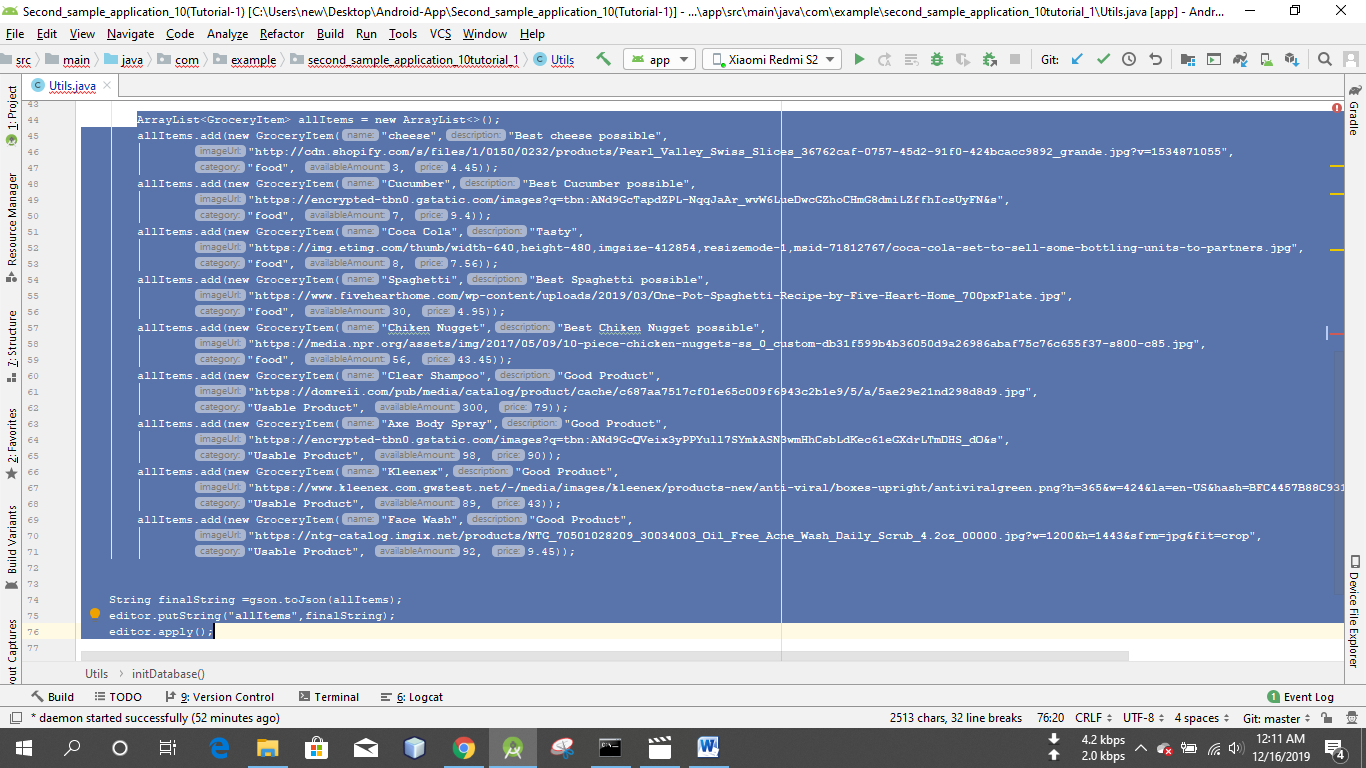 Second_sample_application_10(Tutorial-1) [C:\Users\new\Desktop\Android-App\Second_sample_application_10(Tutorial-1)] - ...\app\src\main\java\com\example\second_sample_application_10tutorial_1\Utils.java [app] - Andr...
File Edit View Navigate Code Analyze Refactor Build Run Tools VCS Window Help
src main java com example second_sample_application_10tutorial_1 Utils app Xiaomi Redmi S2 Git:
Utils.java
1: Project
Resource Manager
7: Structure
2: Favorites
Build Variants
Layout Captures
43
44 ArrayList<GroceryItem> allItems = new ArrayList<>();
45 allItems.add(new GroceryItem( name: "cheese", description: "Best cheese possible",
46 imageUrl: "http://cdn.shopify.com/s/files/1/0150/0232/products/Pearl_Valley_Swiss_Slices_36762caf-0757-45d2-91f0-424bcacc9892_grande.jpg?v=1534871055",
47 category: "food", availableAmount: 3, price: 4.45));
48 allItems.add(new GroceryItem( name: "Cucumber", description: "Best Cucumber possible",
49 imageUrl: "https://encrypted-tbn0.gstatic.com/images?q=tbn:ANd9GcTapdZPL-NqqJaAr_wvW6LueDwcGZhoCHmG8dmiLZffhIcsUyFN&s",
50 category: "food", availableAmount: 7, price: 9.4));
51 allItems.add(new GroceryItem( name: "Coca Cola", description: "Tasty",
52 imageUrl: "https://img.etimg.com/thumb/width-640,height-480,imgsize-412854,resizemode-1,msid-71812767/coca-cola-set-to-sell-some-bottling-units-to-partners.jpg",
53 category: "food", availableAmount: 8, price: 7.56));
54 allItems.add(new GroceryItem( name: "Spaghetti", description: "Best Spaghetti possible",
55 imageUrl: "https://www.fivehearthome.com/wp-content/uploads/2019/03/One-Pot-Spaghetti-Recipe-by-Five-Heart-Home_700pxPlate.jpg",
56 category: "food", availableAmount: 30, price: 4.95));
57 allItems.add(new GroceryItem( name: "Chiken Nugget", description: "Best Chiken Nugget possible",
58 imageUrl: "https://media.npr.org/assets/img/2017/05/09/10-piece-chicken-nuggets-ss_0_custom-db31f599b4b36050d9a26986abaf75c76c655f37-s800-c85.jpg",
59 category: "food", availableAmount: 56, price: 43.45));
60 allItems.add(new GroceryItem( name: "Clear Shampoo", description: "Good Product",
61 imageUrl: "https://domreii.com/pub/media/catalog/product/cache/c687aa7517cf01e65c009f6943c2b1e9/5/a/5ae29e21nd298d8d9.jpg",
62 category: "Usable Product", availableAmount: 300, price: 79));
63 allItems.add(new GroceryItem( name: "Axe Body Spray", description: "Good Product",
64 imageUrl: "https://encrypted-tbn0.gstatic.com/images?q=tbn:ANd9GcQVeix3yPPYull7SYmkASN3wmHhCsbLdKec61eGXdrLTmDHS_dO&s",
65 category: "Usable Product", availableAmount: 98, price: 90));
66 allItems.add(new GroceryItem( name: "Kleenex", description: "Good Product",
67 imageUrl: "https://www.kleenex.com.gwstest.net/-/media/images/kleenex/products-new/anti-viral/boxes-upright/antiviralgreen.png?h=365&w=424&la=en-US&hash=BFC4457B88C931
68 category: "Usable Product", availableAmount: 89, price: 43));
69 allItems.add(new GroceryItem( name: "Face Wash", description: "Good Product",
70 imageUrl: "https://ntg-catalog.imgix.net/products/NTG_70501028209_30034003_Oil_Free_Acne_Wash_Daily_Scrub_4.2oz_00000.jpg?w=1200&h=1443&sfrm=jpg&fit=crop",
71 category: "Usable Product", availableAmount: 92, price: 9.45));
72
73
74 String finalString =gson.toJson(allItems);
75 editor.putString("allItems",finalString);
76 editor.apply();
77
Gradle
Device File Explorer
Utils initDatabase()
Build TODO 9: Version Control Terminal 6: Logcat 1 Event Log
* daemon started successfully (52 minutes ago) 2513 chars, 32 line breaks 76:20 CRLF UTF-8 4 spaces Git: master
4.2 kbps
2.0 kbps
12:11 AM
12/16/2019
4